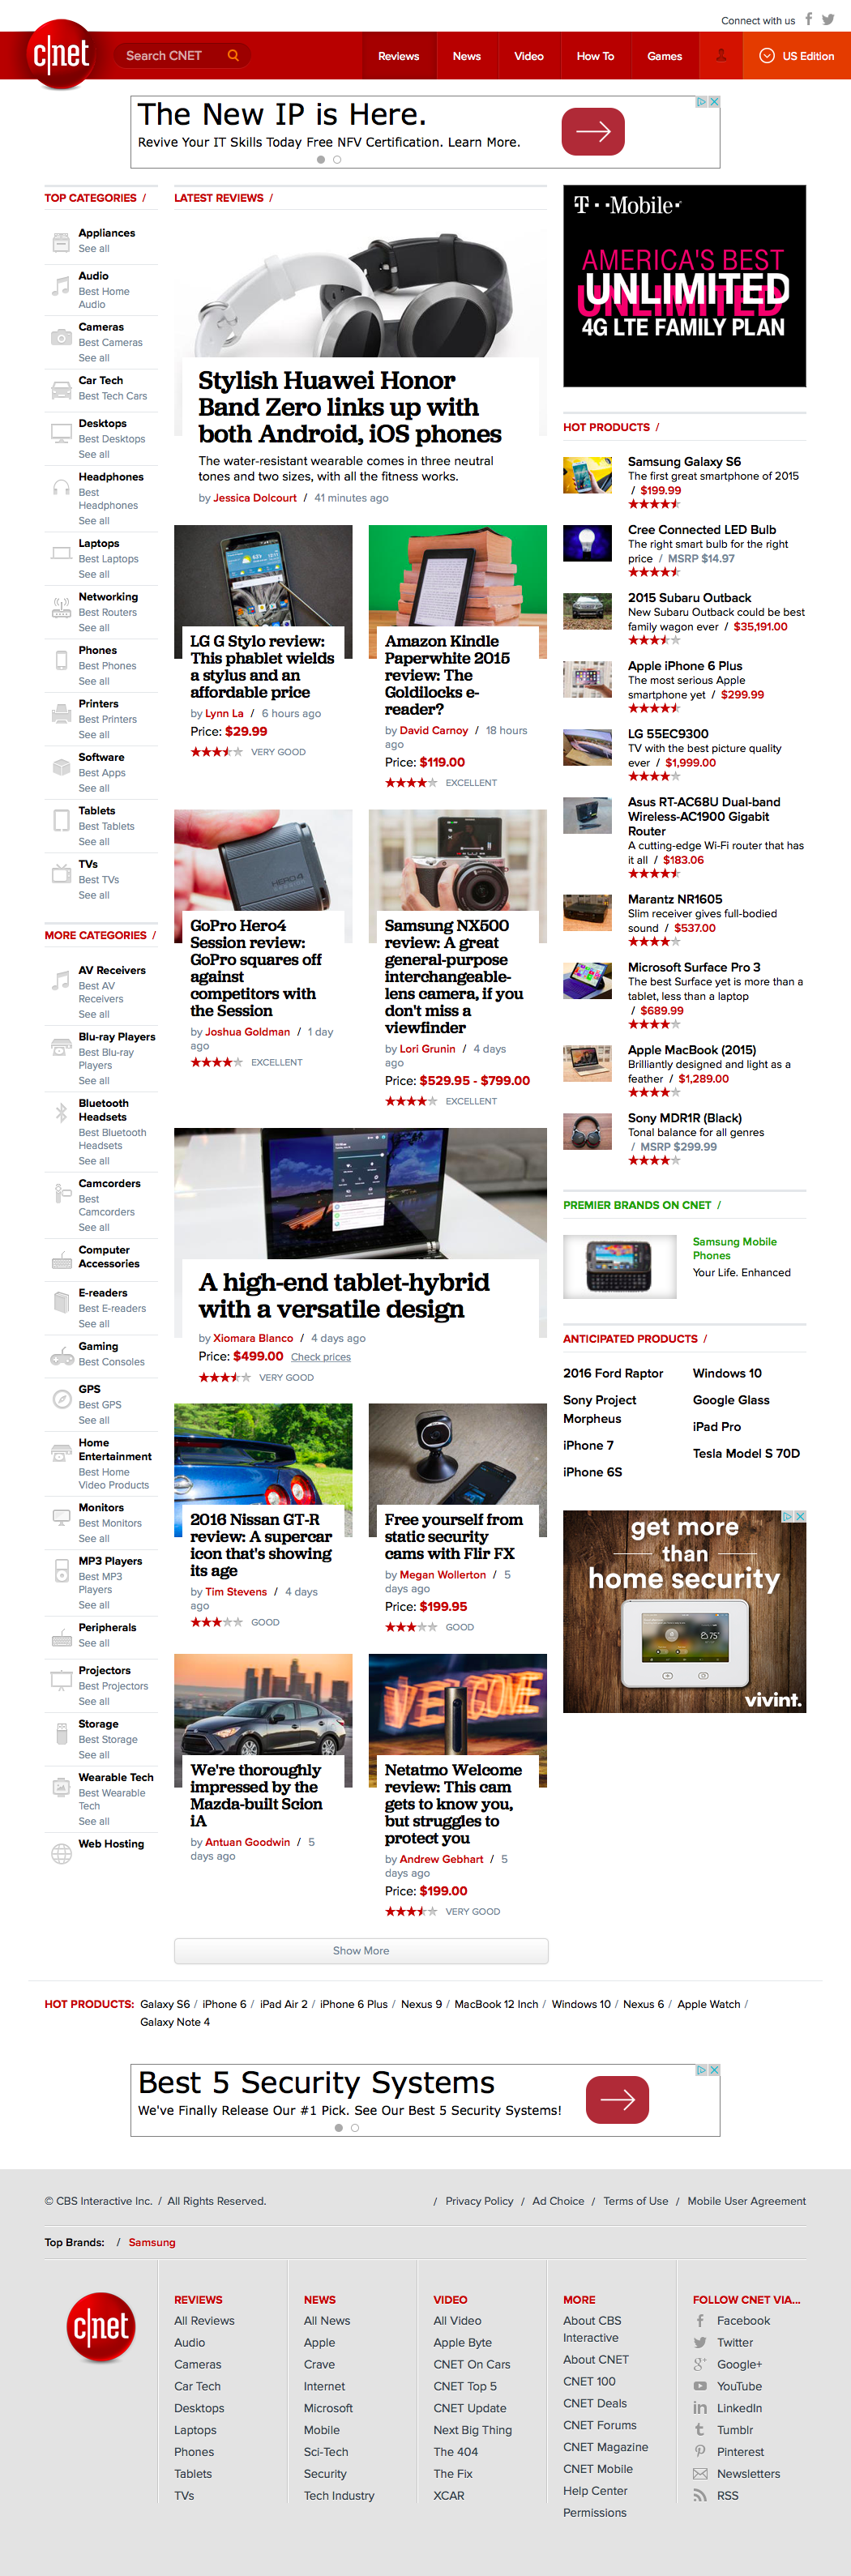 Connect with us
c|net
Search CNET
Reviews
News
Video
How To
Games
US Edition
The New IP is Here.
Revive Your IT Skills Today Free NFV Certification. Learn More.
TOP CATEGORIES /
Appliances
See all
Audio
Best Home
Audio
Cameras
Best Cameras
See all
Car Tech
Best Tech Cars
Desktops
Best Desktops
See all
Headphones
Best
Headphones
See all
Laptops
Best Laptops
See all
Networking
Best Routers
See all
Phones
Best Phones
See all
Printers
Best Printers
See all
Software
Best Apps
See all
Tablets
Best Tablets
See all
TVs
Best TVs
See all
MORE CATEGORIES /
AV Receivers
Best AV
Receivers
See all
Blu-ray Players
Best Blu-ray
Players
See all
Bluetooth
Headsets
Best Bluetooth
Headsets
See all
Camcorders
Best
Camcorders
See all
Computer
Accessories
E-readers
Best E-readers
See all
Gaming
Best Consoles
GPS
Best GPS
See all
Home
Entertainment
Best Home
Video Products
Monitors
Best Monitors
See all
MP3 Players
Best MP3
Players
See all
Peripherals
See all
Projectors
Best Projectors
See all
Storage
Best Storage
See all
Wearable Tech
Best Wearable
Tech
See all
Web Hosting
LATEST REVIEWS /
Stylish Huawei Honor
Band Zero links up with
both Android, iOS phones
The water-resistant wearable comes in three neutral
tones and two sizes, with all the fitness works.
by Jessica Dolcourt / 41 minutes ago
LG G Stylo review:
This phablet wields
a stylus and an
affordable price
by Lynn La / 6 hours ago
Price: $29.99
VERY GOOD
Amazon Kindle
Paperwhite 2015
review: The
Goldilocks e-
reader?
by David Carnoy / 18 hours
ago
Price: $119.00
EXCELLENT
HERO4
GoPro Hero4
Session review:
GoPro squares off
against
competitors with
the Session
by Joshua Goldman / 1 day
ago
EXCELLENT
Samsung NX500
review: A great
general-purpose
interchangeable-
lens camera, if you
don't miss a
viewfinder
by Lori Grunin / 4 days
ago
Price: $529.95 - $799.00
EXCELLENT
A high-end tablet-hybrid
with a versatile design
by Xiomara Blanco / 4 days ago
Price: $499.00 Check prices
VERY GOOD
2016 Nissan GT-R
review: A supercar
icon that's showing
its age
by Tim Stevens / 4 days
ago
GOOD
Free yourself from
static security
cams with Flir FX
by Megan Wollerton / 5
days ago
Price: $199.95
GOOD
We're thoroughly
impressed by the
Mazda-built Scion
iA
by Antuan Goodwin / 5
days ago
WELCOME
Netatmo Welcome
review: This cam
gets to know you,
but struggles to
protect you
by Andrew Gebhart / 5
days ago
Price: $199.00
VERY GOOD
Show More
T-Mobile
AMERICA'S BEST
UNLIMITED
4G LTE FAMILY PLAN
HOT PRODUCTS /
Samsung Galaxy S6
The first great smartphone of 2015
/ $199.99
Cree Connected LED Bulb
The right smart bulb for the right
price / MSRP $14.97
2015 Subaru Outback
New Subaru Outback could be best
family wagon ever / $35,191.00
Apple iPhone 6 Plus
The most serious Apple
smartphone yet / $299.99
LG 55EC9300
TV with the best picture quality
ever / $1,999.00
Asus RT-AC68U Dual-band
Wireless-AC1900 Gigabit
Router
A cutting-edge Wi-Fi router that has
it all / $183.06
Marantz NR1605
Slim receiver gives full-bodied
sound / $537.00
Microsoft Surface Pro 3
The best Surface yet is more than a
tablet, less than a laptop
/ $689.99
Apple MacBook (2015)
Brilliantly designed and light as a
feather / $1,289.00
Sony MDR1R (Black)
Tonal balance for all genres
/ MSRP $299.99
PREMIER BRANDS ON CNET /
Samsung Mobile
Phones
Your Life. Enhanced
ANTICIPATED PRODUCTS /
2016 Ford Raptor
Sony Project
Morpheus
iPhone 7
iPhone 6S
Windows 10
Google Glass
iPad Pro
Tesla Model S 70D
get more
than
home security
75°
vivint.
HOT PRODUCTS: Galaxy S6 / iPhone 6 / iPad Air 2 / iPhone 6 Plus / Nexus 9 / MacBook 12 Inch / Windows 10 / Nexus 6 / Apple Watch /
Galaxy Note 4
Best 5 Security Systems
We've Finally Release Our #1 Pick. See Our Best 5 Security Systems!
© CBS Interactive Inc. / All Rights Reserved.
/ Privacy Policy / Ad Choice / Terms of Use / Mobile User Agreement
Top Brands: / Samsung
c|net
REVIEWS
All Reviews
Audio
Cameras
Car Tech
Desktops
Laptops
Phones
Tablets
TVs
NEWS
All News
Apple
Crave
Internet
Microsoft
Mobile
Sci-Tech
Security
Tech Industry
VIDEO
All Video
Apple Byte
CNET On Cars
CNET Top 5
CNET Update
Next Big Thing
The 404
The Fix
XCAR
MORE
About CBS
Interactive
About CNET
CNET 100
CNET Deals
CNET Forums
CNET Magazine
CNET Mobile
Help Center
Permissions
FOLLOW CNET VIA...
Facebook
Twitter
Google+
YouTube
LinkedIn
Tumblr
Pinterest
Newsletters
RSS